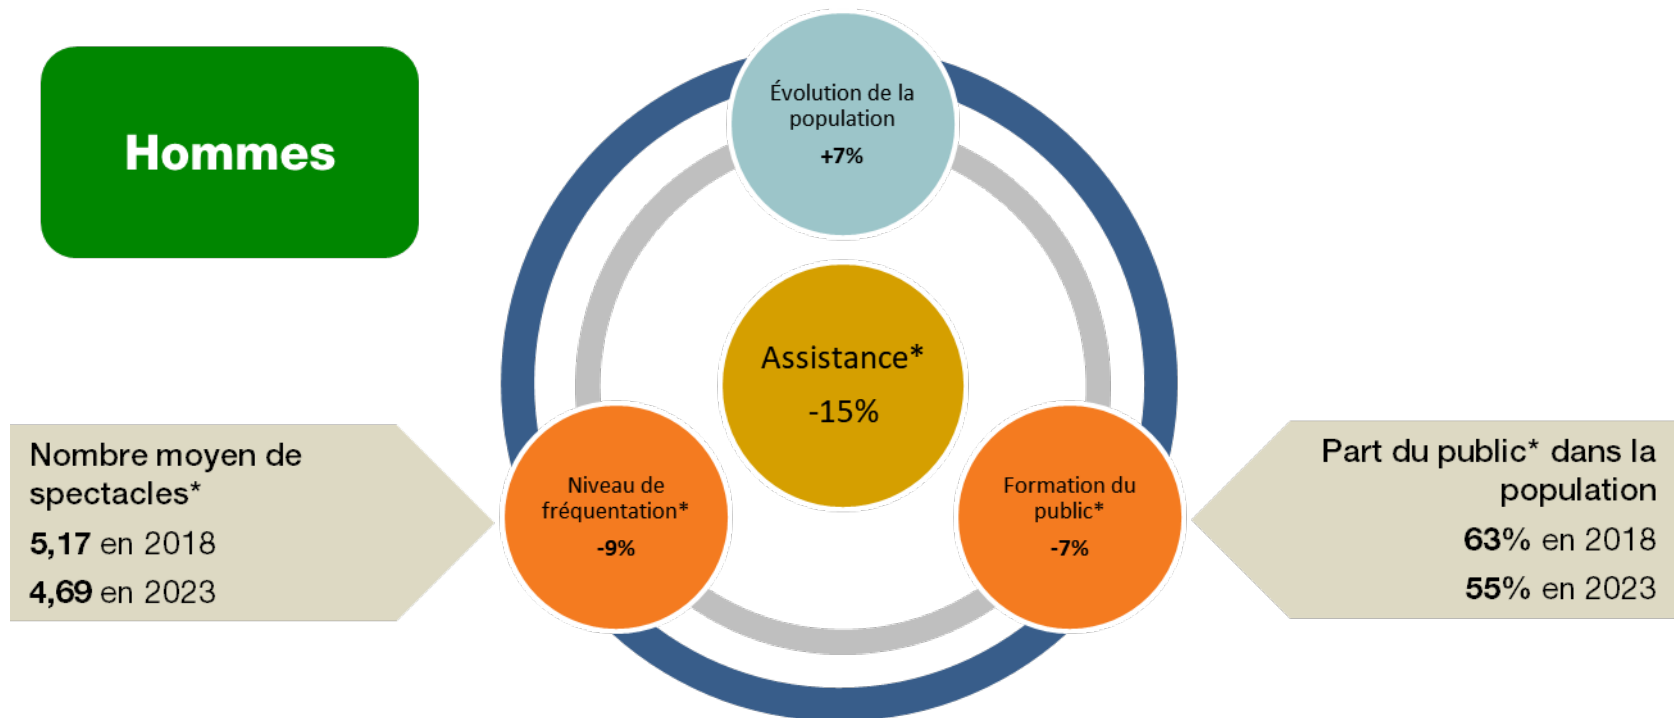 Hommes
Évolution de la
population
+7%
Assistance*
-15%
Nombre moyen de
spectacles*
5,17 en 2018
4,69 en 2023
Niveau de
fréquentation*
-9%
Formation du
public*
-7%
Part du public* dans la
population
63% en 2018
55% en 2023